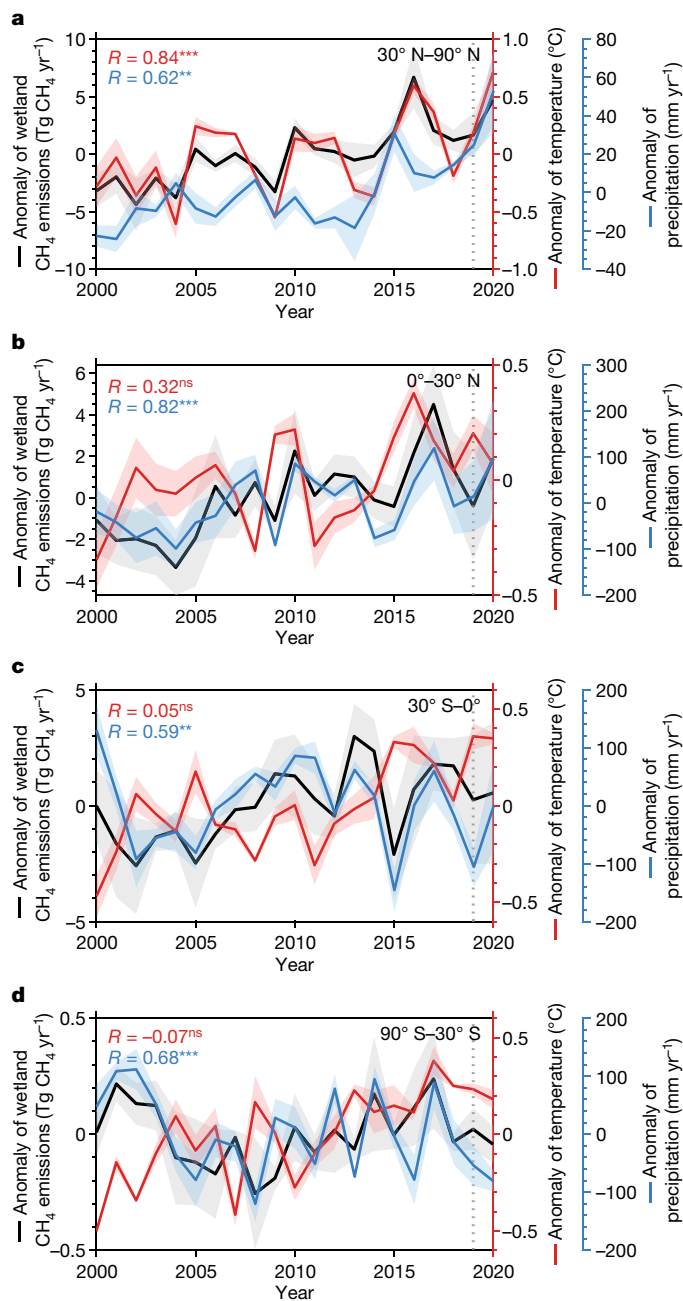 a
R = 0.84***
R = 0.62**
30° N–90° N
Anomaly of wetland
CH4 emissions (Tg CH4 yr−1)
10
5
0
−5
−10
1.0
0.5
0
−0.5
−1.0
Anomaly of temperature (°C)
80
60
40
20
0
−20
−40
Anomaly of
precipitation (mm yr−1)
2000
2005
2010
2015
2020
Year
b
R = 0.32ns
R = 0.82***
0°–30° N
Anomaly of wetland
CH4 emissions (Tg CH4 yr−1)
6
4
2
0
−2
−4
0.5
0
−0.5
Anomaly of temperature (°C)
300
200
100
0
−100
−200
Anomaly of
precipitation (mm yr−1)
2000
2005
2010
2015
2020
Year
c
R = 0.05ns
R = 0.59**
30° S–0°
Anomaly of wetland
CH4 emissions (Tg CH4 yr−1)
5
0
−5
0.5
0
−0.5
Anomaly of temperature (°C)
200
100
0
−100
−200
Anomaly of
precipitation (mm yr−1)
2000
2005
2010
2015
2020
Year
d
R = −0.07ns
R = 0.68***
90° S–30° S
Anomaly of wetland
CH4 emissions (Tg CH4 yr−1)
0.5
0
−0.5
0.5
0
−0.5
Anomaly of temperature (°C)
200
100
0
−100
−200
Anomaly of
precipitation (mm yr−1)
2000
2005
2010
2015
2020
Year